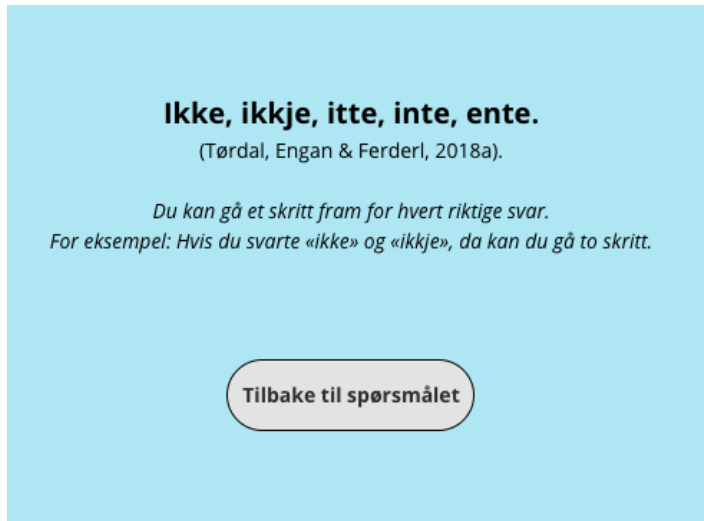 Ikke, ikkje, itte, inte, ente.
(Tørdal, Engan & Ferderl, 2018a).
Du kan gå et skritt fram for hvert riktige svar.
For eksempel: Hvis du svarte «ikke» og «ikkje», da kan du gå to skritt.
Tilbake til spørsmålet